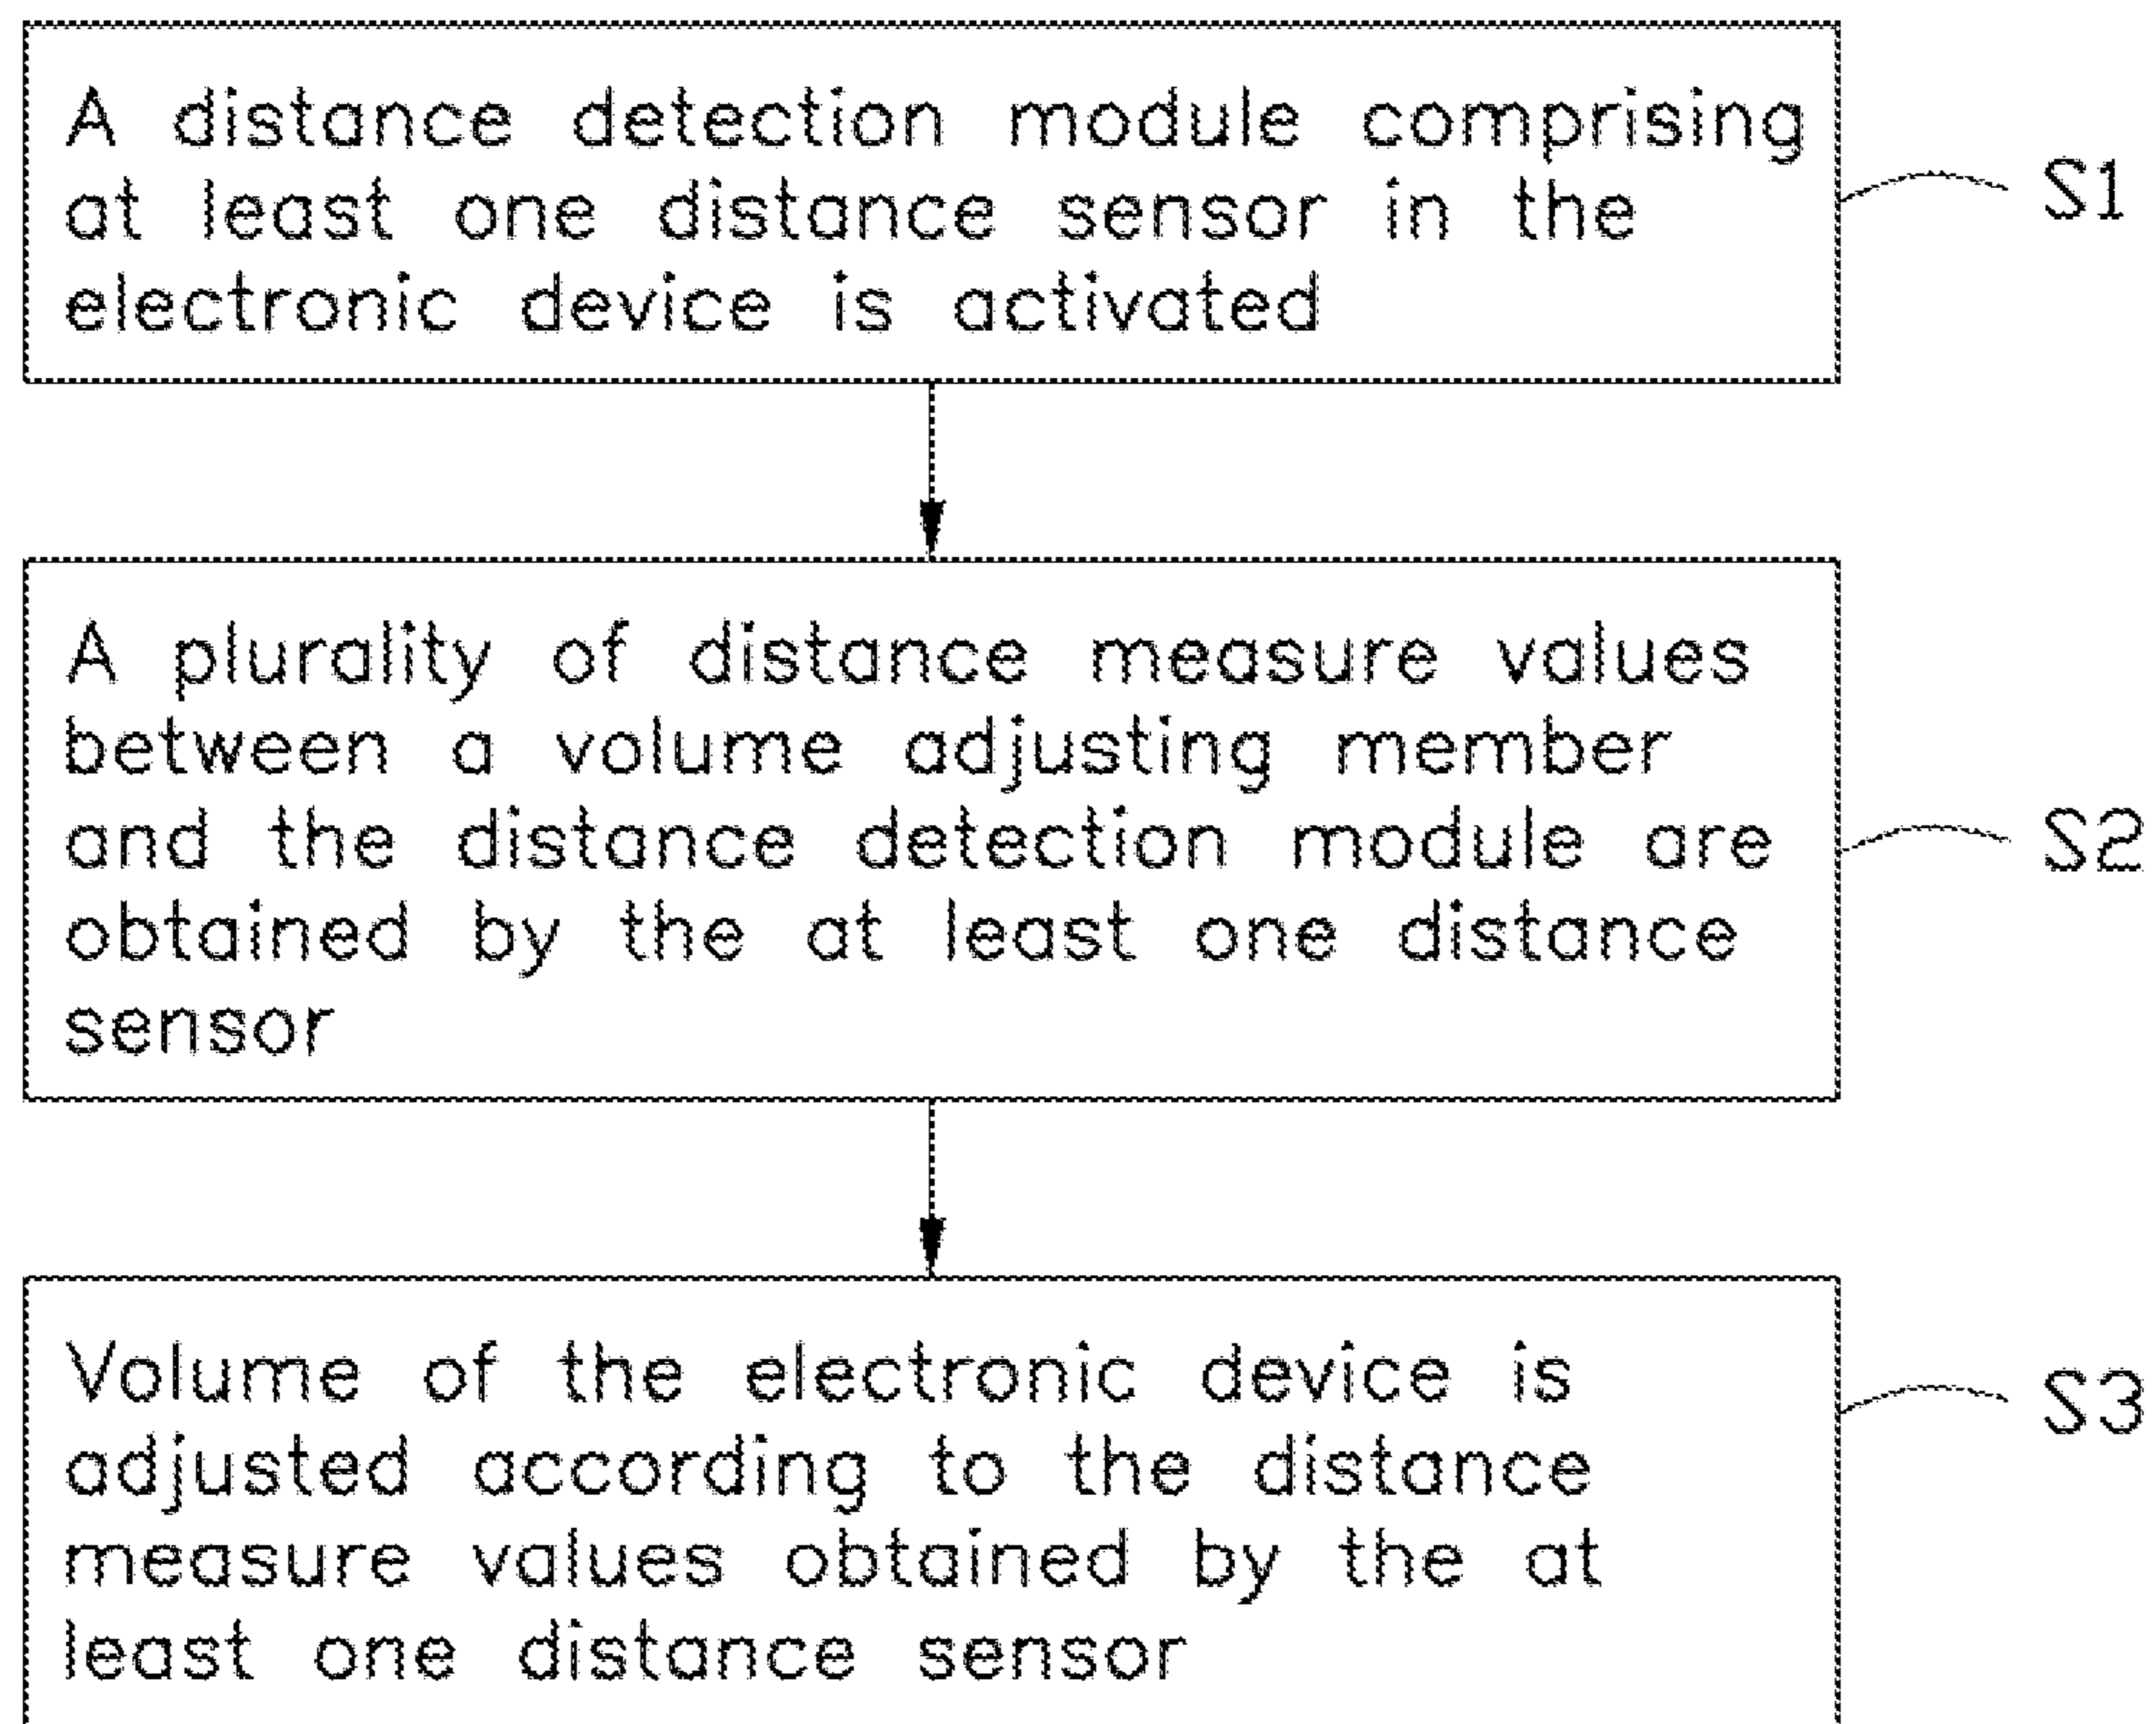 A distance detection module comprising
at least one distance sensor in the
electronic device is activated
S1
A plurality of distance measure values
between a volume adjusting member
and the distance detection module are
obtained by the at least one distance
sensor
S2
Volume of the electronic device is
adjusted according to the distance
measure values obtained by the at
least one distance sensor
S3